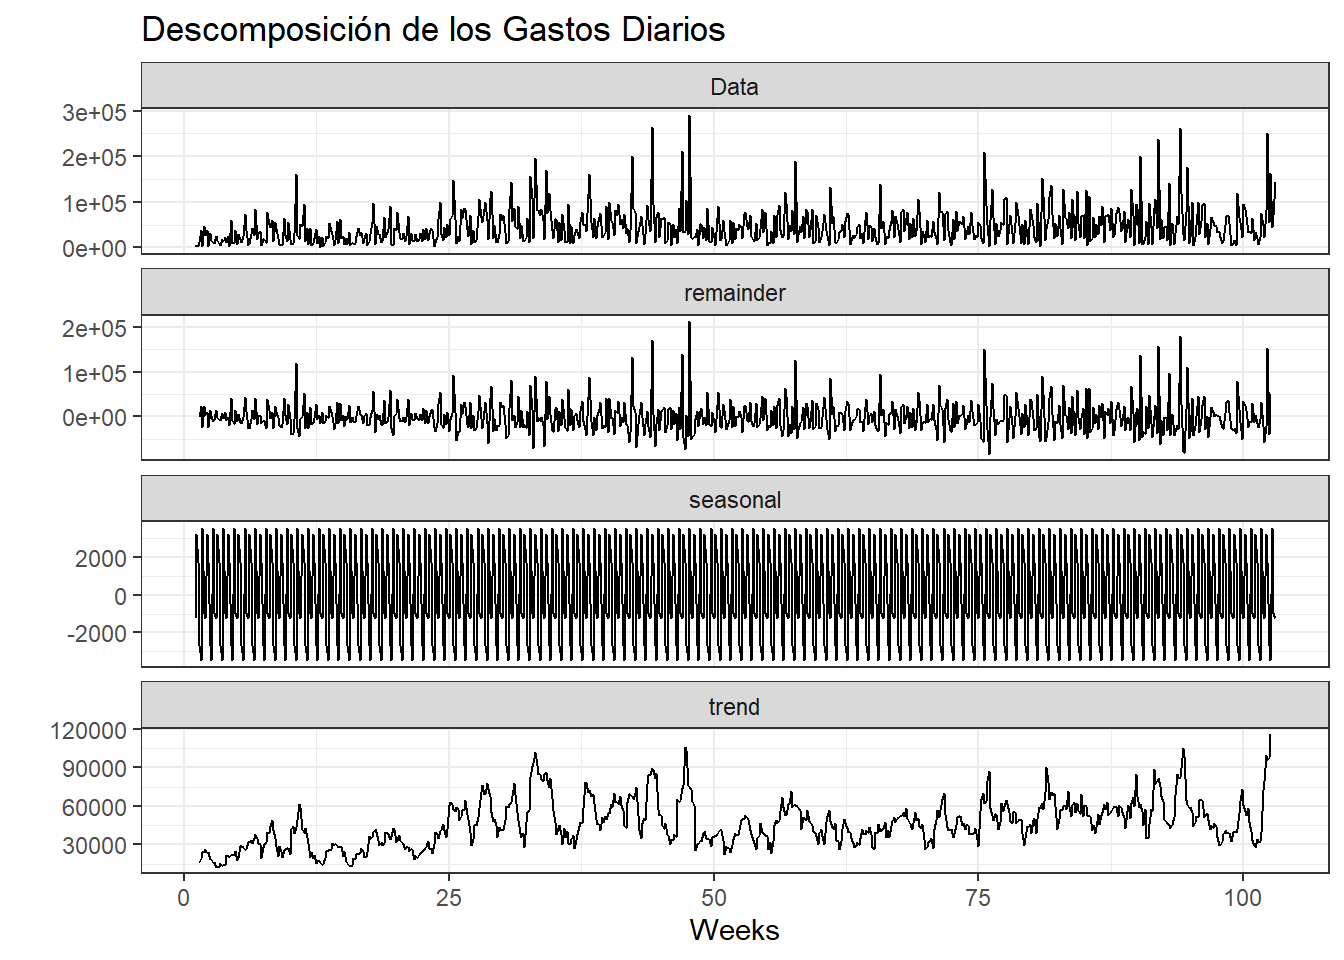 Descomposición de los Gastos Diarios
Data
3e+05
2e+05
1e+05
0e+00
remainder
2e+05
1e+05
0e+00
seasonal
2000
0
-2000
trend
120000
90000
60000
30000
0 25 50 75 100
Weeks